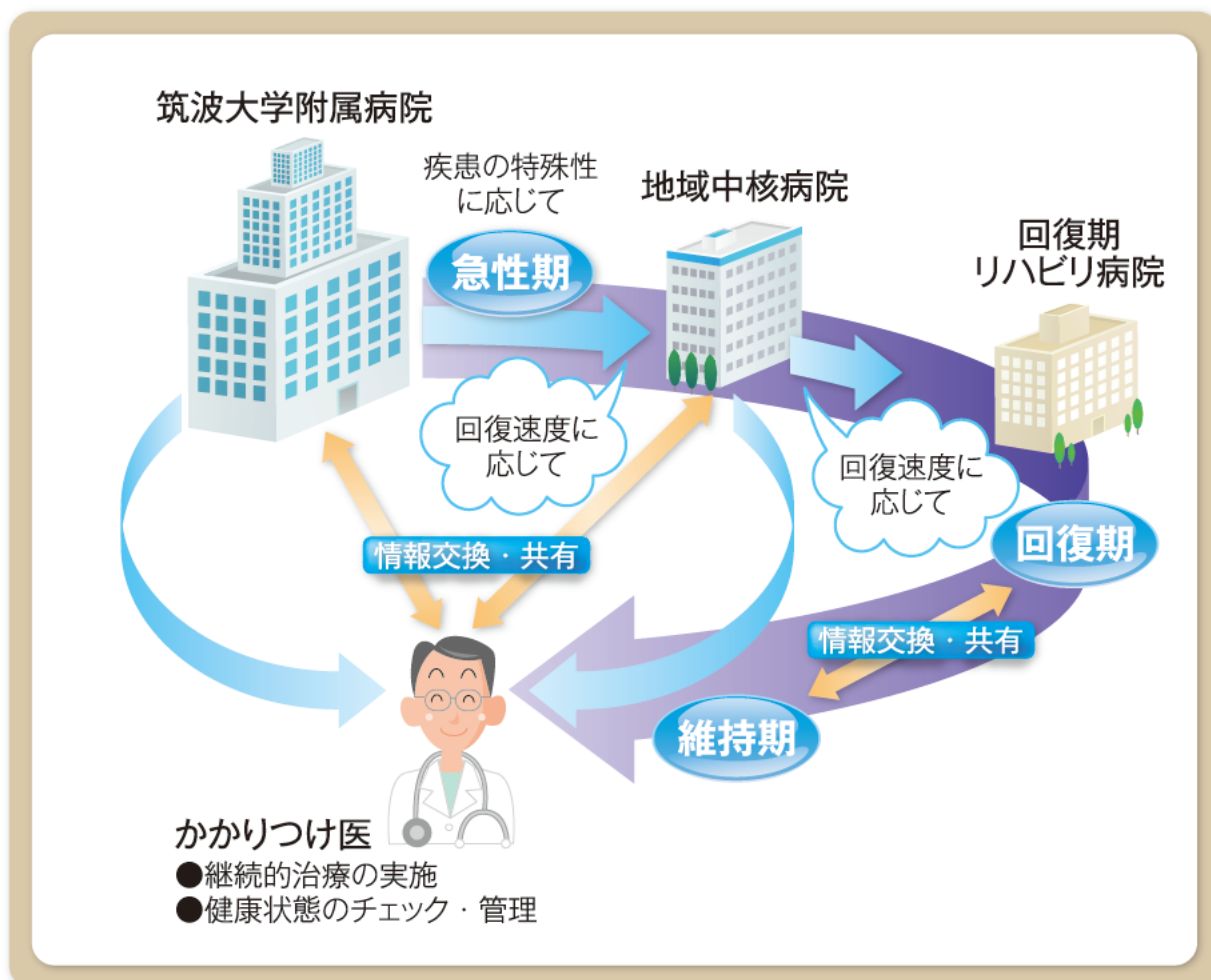 筑波大学附属病院
疾患の特殊性
に応じて
急性期
地域中核病院
回復期
リハビリ病院
回復速度に
応じて
回復速度に
応じて
情報交換・共有
回復期
情報交換・共有
維持期
かかりつけ医
●継続的治療の実施
●健康状態のチェック・管理